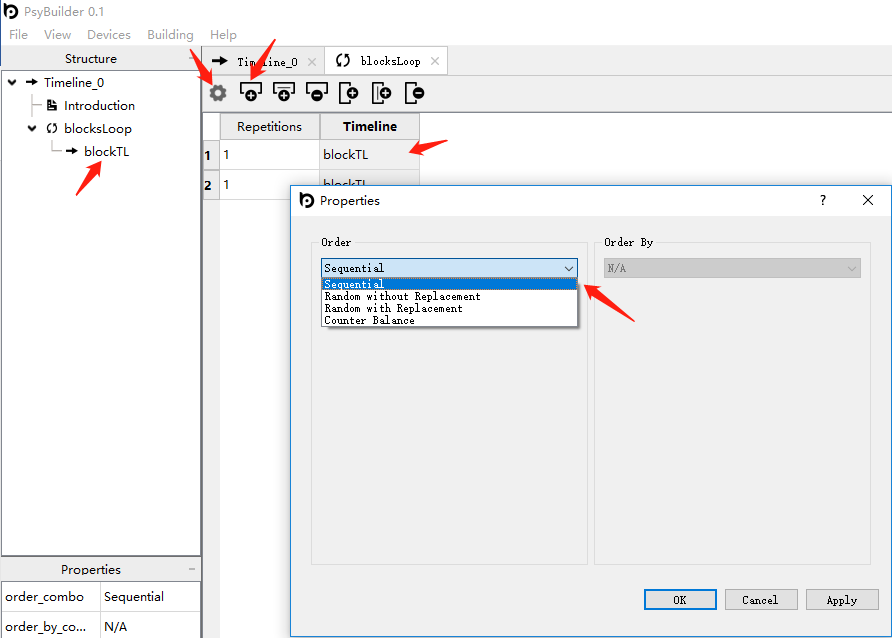 PsyBuilder 0.1
File View Devices Building Help
Structure
Timeline_0
Introduction
blocksLoop
blockTL
Timeline_0
blocksLoop
Repetitions Timeline
1 1 blockTL
2 1 blockTL
Properties
Order
Sequential
Sequential
Random without Replacement
Random with Replacement
Counter Balance
Order By
N/A
OK Cancel Apply
Properties
order_combo Sequential
order_by_co... N/A